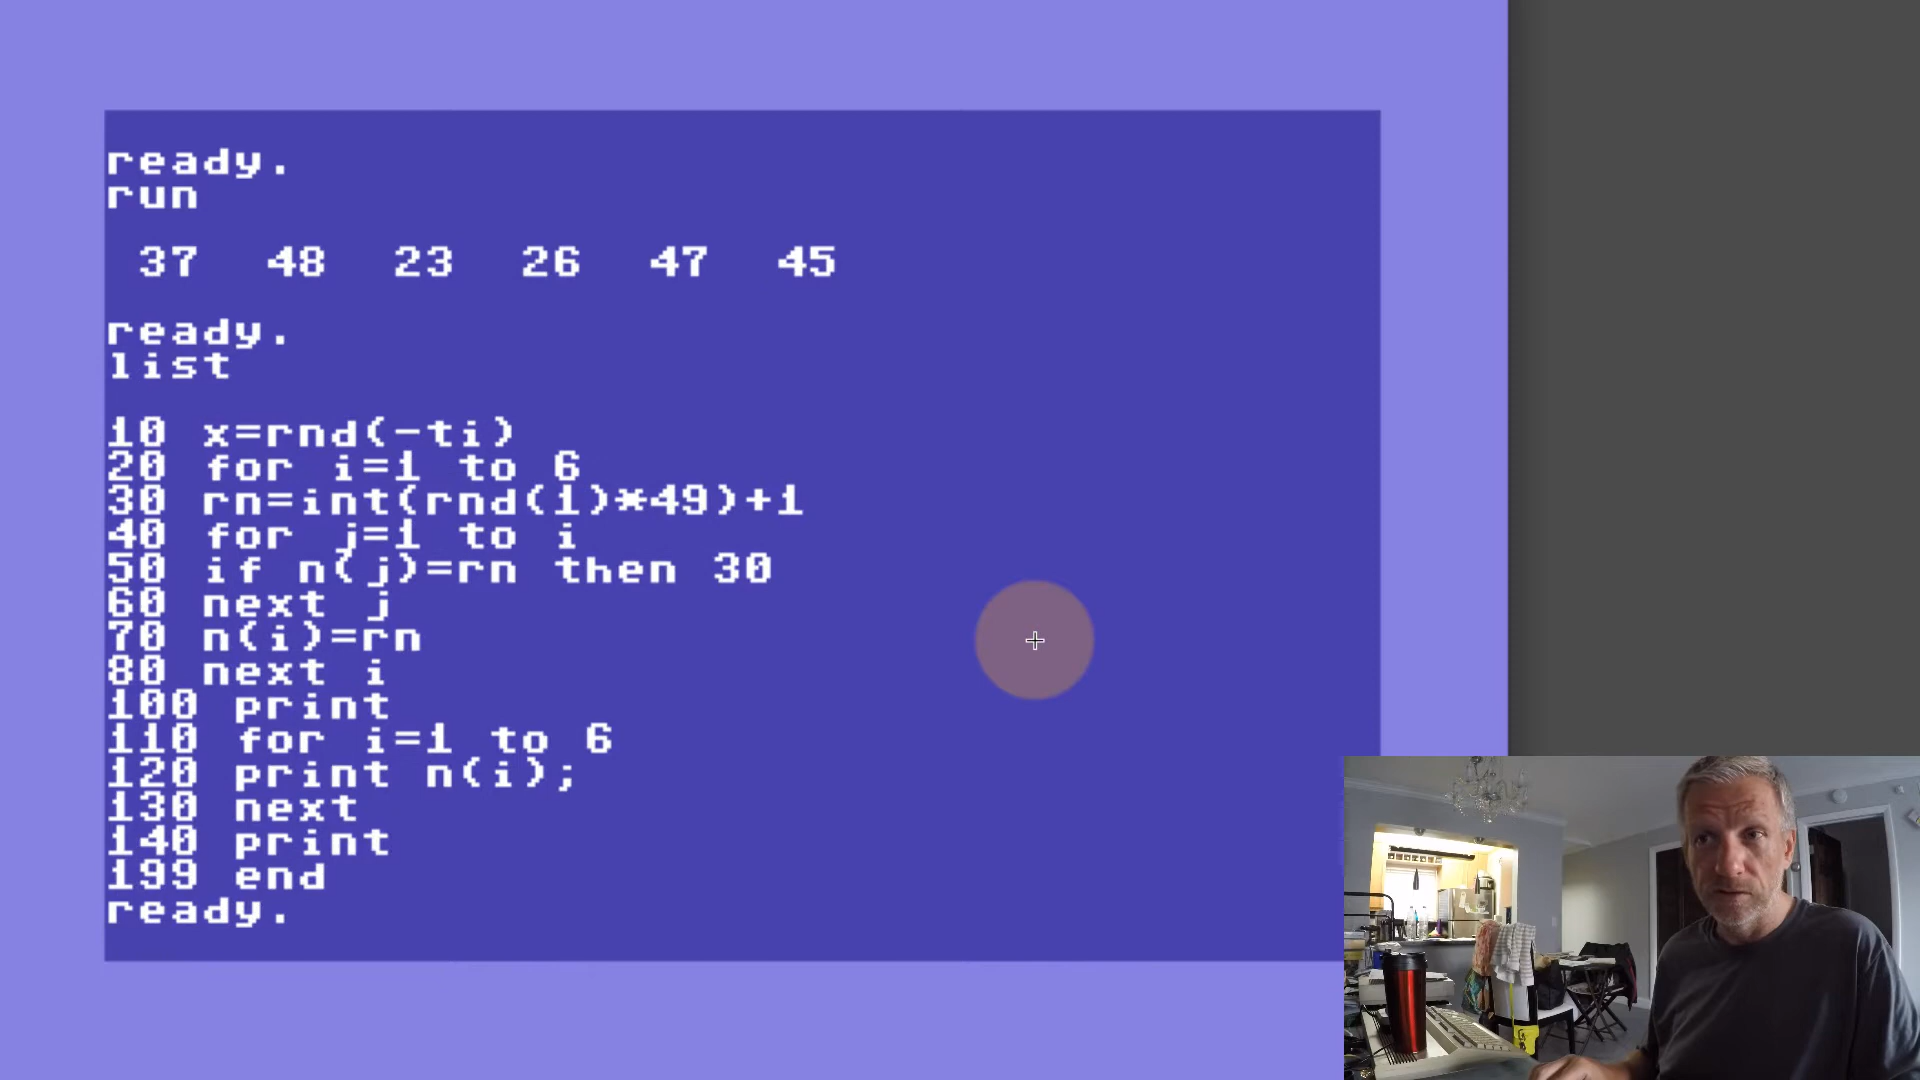 ready.
run
37 48 23 26 47 45
ready.
list
10 x=rnd(-ti)
20 for i=1 to 6
30 rn=int(rnd(1)*49)+1
40 for j=1 to i
50 if n(j)=rn then 30
60 next j
70 n(i)=rn
80 next i
100 print
110 for i=1 to 6
120 print n(i);
130 next
140 print
199 end
ready.